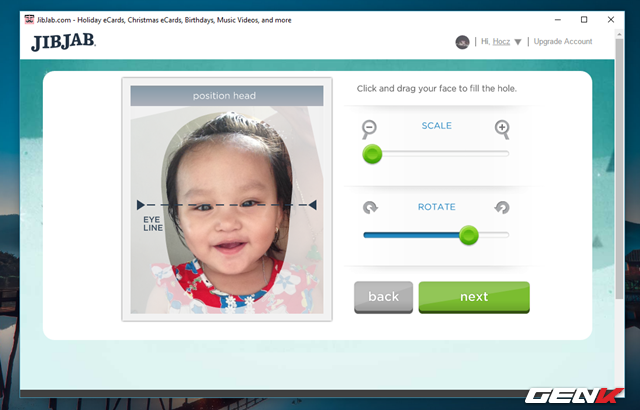 JibJab.com - Holiday eCards, Christmas eCards, Birthdays, Music Videos, and more
JIBJAB
Hi, Hocz | Upgrade Account
position head
Click and drag your face to fill the hole.
SCALE
EYE
LINE
ROTATE
back
next
GENK